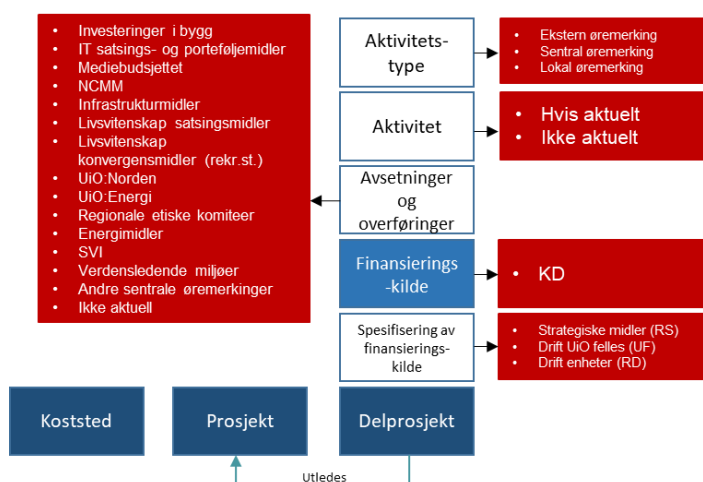 Investeringer i bygg
IT satsings- og porteføljemidler
Mediebudsjettet
NCMM
Infrastrukturmidler
Livsvitenskap satsingsmidler
Livsvitenskap
konvergensmidler (rekr.st.)
UiO:Norden
UiO:Energi
Regionale etiske komiteer
Energimidler
SVI
Verdensledende miljøer
Andre sentrale øremerkinger
Ikke aktuell
Aktivitets-
type
Ekstern øremerking
Sentral øremerking
Lokal øremerking
Aktivitet
Hvis aktuelt
Ikke aktuelt
Avsetninger
og
overføringer
Finansierings
-kilde
KD
Spesifisering av
finansierings-
kilde
Strategiske midler (RS)
Drift UiO felles (UF)
Drift enheter (RD)
Koststed
Prosjekt
Delprosjekt
Utledes